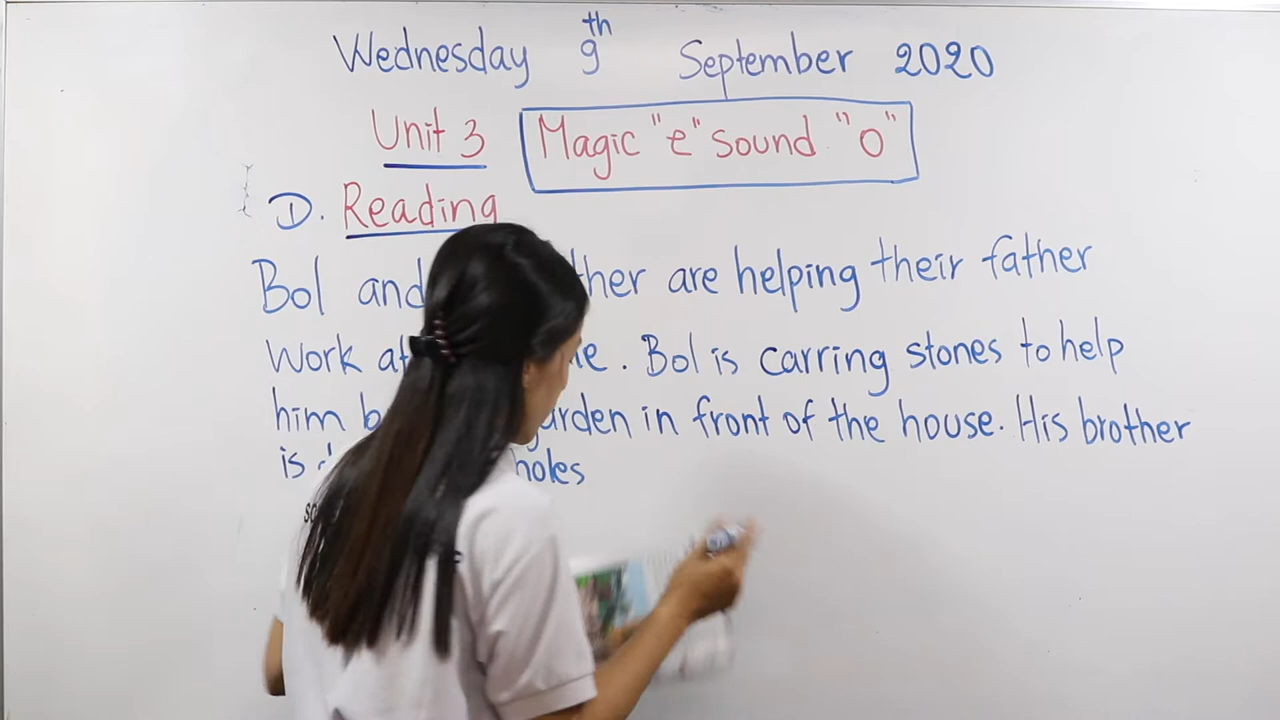 Wednesday 9th September 2020
Unit 3 Magic "e" sound "o"
D. Reading
Bol and ther are helping their father
work at e. Bol is carring stones to help
him b arden in front of the house. His brother
is holes